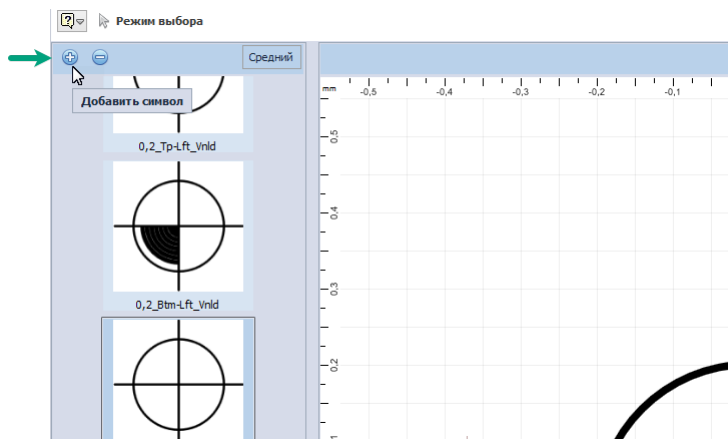 Режим выбора
Средний
Добавить символ
0,2_Tp-Lft_Vnld
0,2_Btm-Lft_Vnld
mm
-0,5 -0,4 -0,3 -0,2 -0,1
0,5
0,4
0,3
0,2